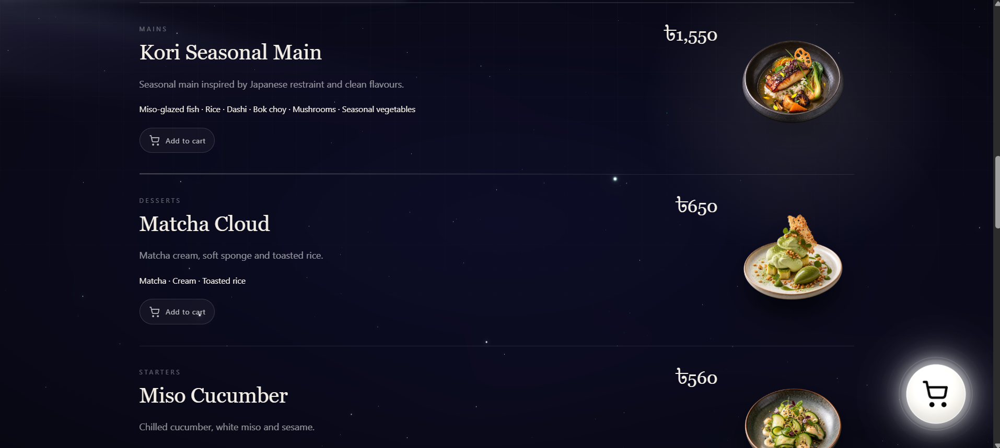 MAINS
Kori Seasonal Main
৳1,550
Seasonal main inspired by Japanese restraint and clean flavours.
Miso-glazed fish · Rice · Dashi · Bok choy · Mushrooms · Seasonal vegetables
Add to cart
DESSERTS
Matcha Cloud
৳650
Matcha cream, soft sponge and toasted rice.
Matcha · Cream · Toasted rice
Add to cart
STARTERS
Miso Cucumber
৳560
Chilled cucumber, white miso and sesame.